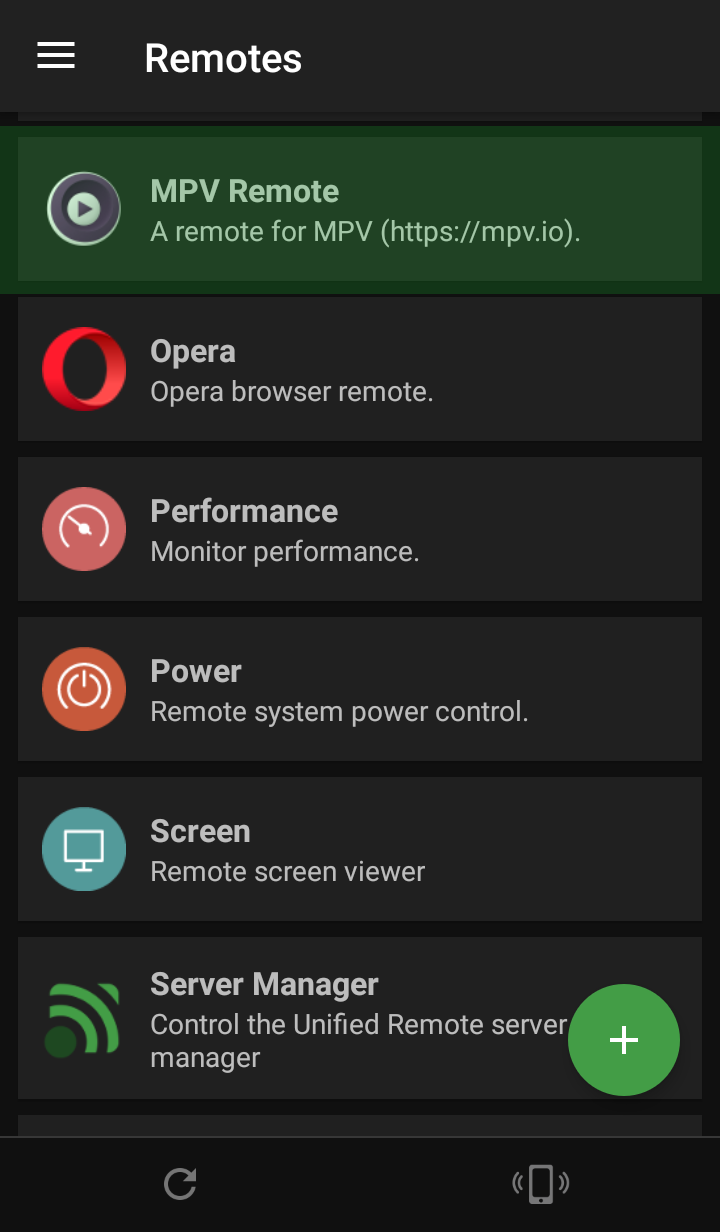 Remotes
MPV Remote
A remote for MPV (https://mpv.io).
Opera
Opera browser remote.
Performance
Monitor performance.
Power
Remote system power control.
Screen
Remote screen viewer
Server Manager
Control the Unified Remote server
manager